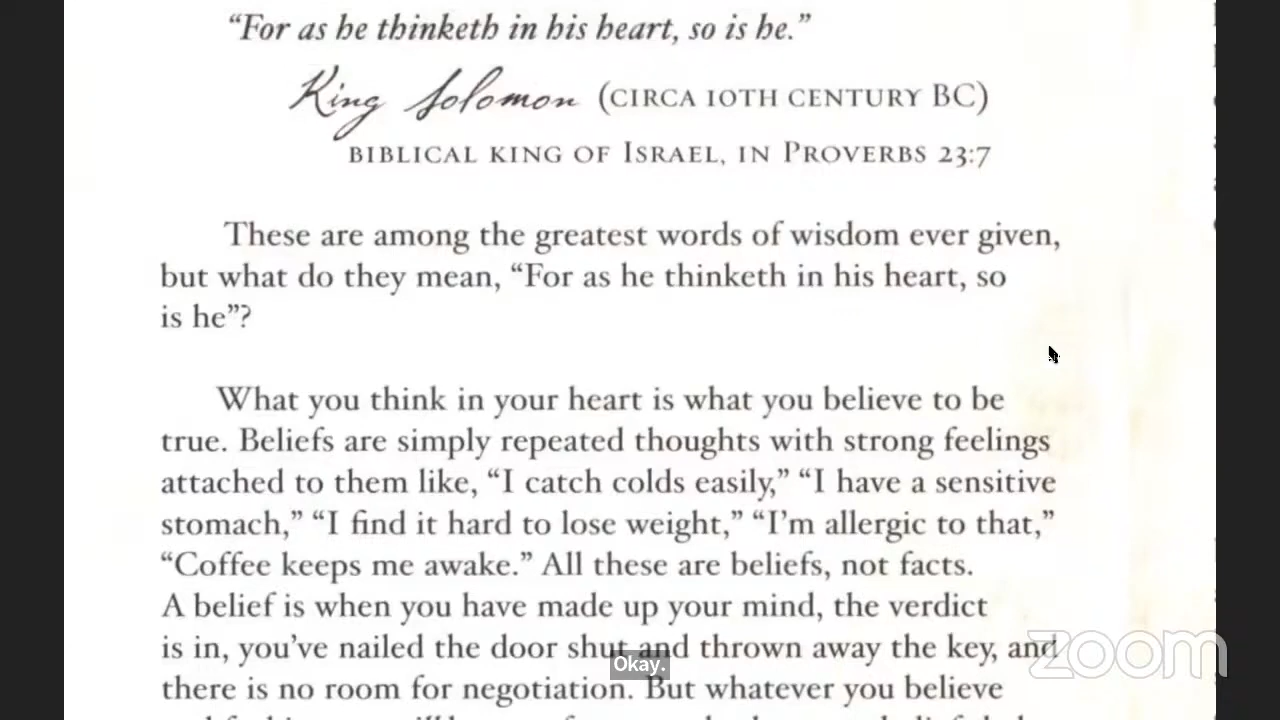 “For as he thinketh in his heart, so is he.”
King Solomon (CIRCA 10TH CENTURY BC)
BIBLICAL KING OF ISRAEL, IN PROVERBS 23:7
These are among the greatest words of wisdom ever given,
but what do they mean, “For as he thinketh in his heart, so
is he”?
What you think in your heart is what you believe to be
true. Beliefs are simply repeated thoughts with strong feelings
attached to them like, “I catch colds easily,” “I have a sensitive
stomach,” “I find it hard to lose weight,” “I’m allergic to that,”
“Coffee keeps me awake.” All these are beliefs, not facts.
A belief is when you have made up your mind, the verdict
is in, you’ve nailed the door shut and thrown away the key, and
there is no room for negotiation. But whatever you believe
Okay.
zoom